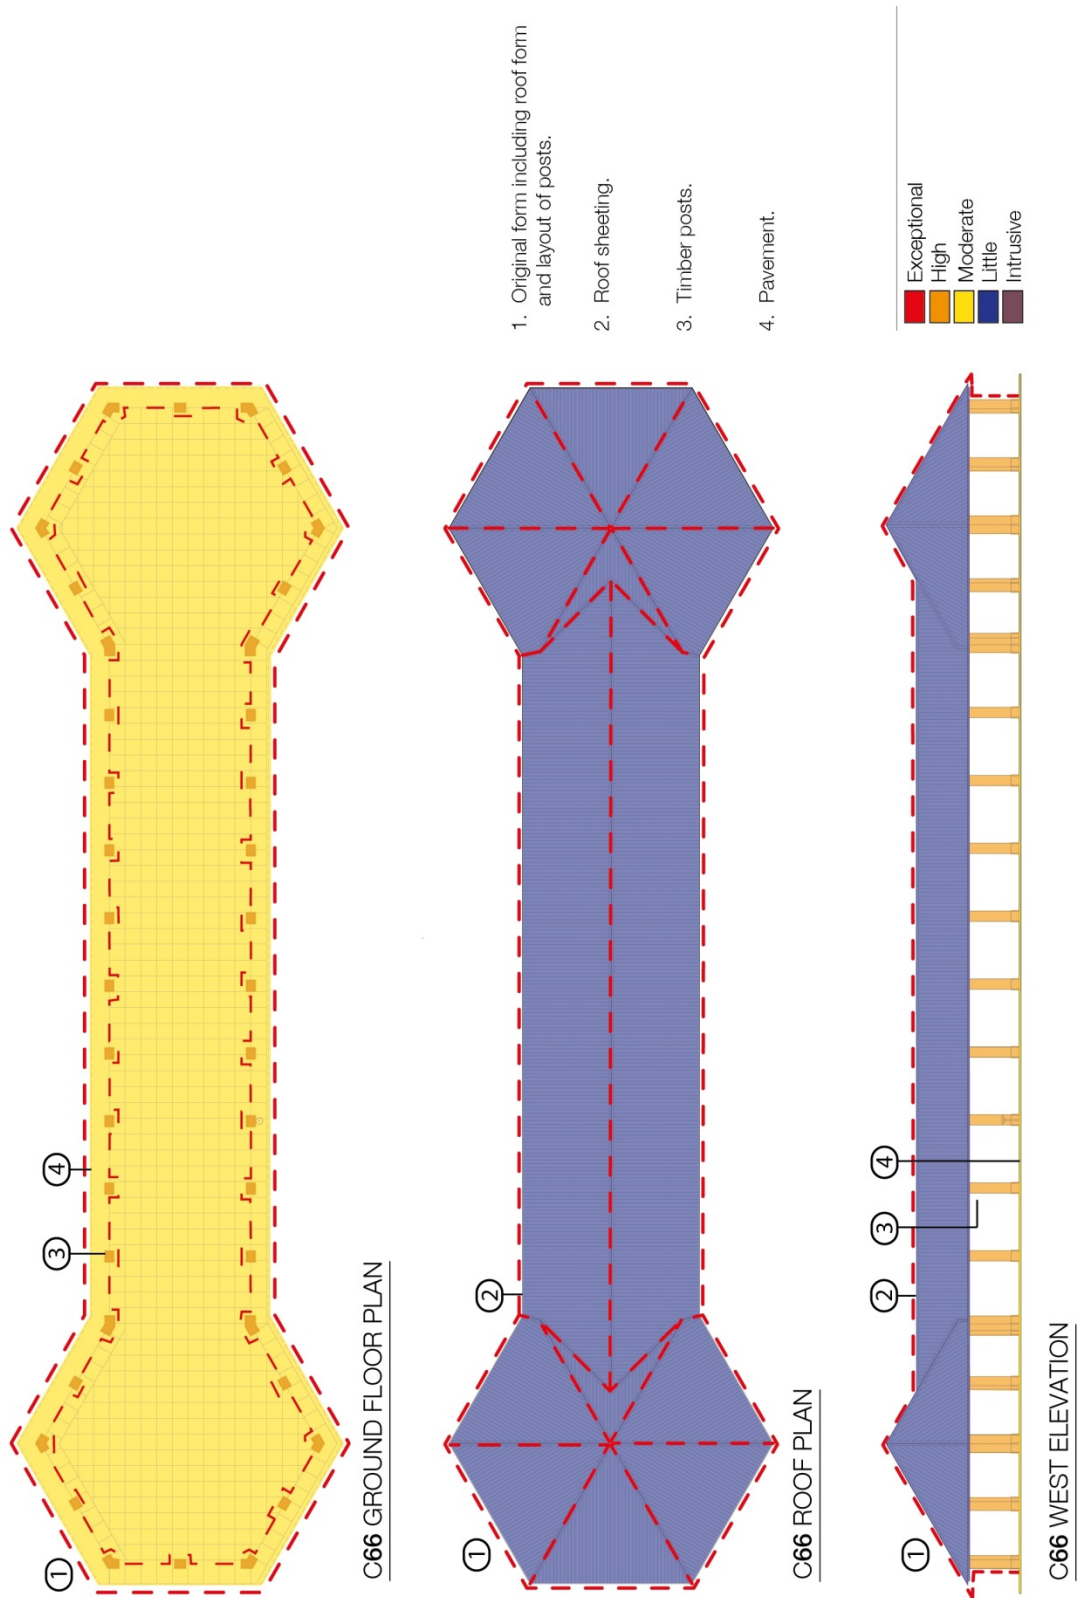 1
3
4
C66 GROUND FLOOR PLAN
1
2
C66 ROOF PLAN
1. Original form including roof form
and layout of posts.
2. Roof sheeting.
3. Timber posts.
4. Pavement.
1
2
3
4
C66 WEST ELEVATION
Exceptional
High
Moderate
Little
Intrusive